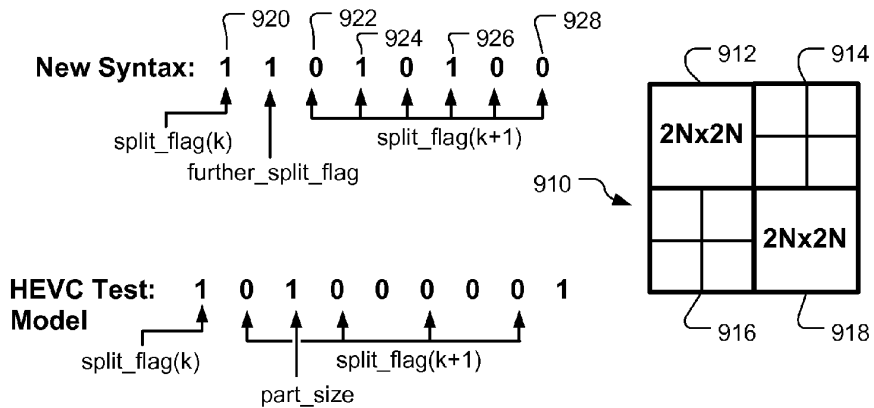 920 922 924 926 928
New Syntax: 1 1 0 1 0 1 0 0
split_flag(k) split_flag(k+1)
further_split_flag
912 914
2Nx2N
910
2Nx2N
916 918
HEVC Test: 1 0 1 0 0 0 0 0 1
Model
split_flag(k) split_flag(k+1)
part_size